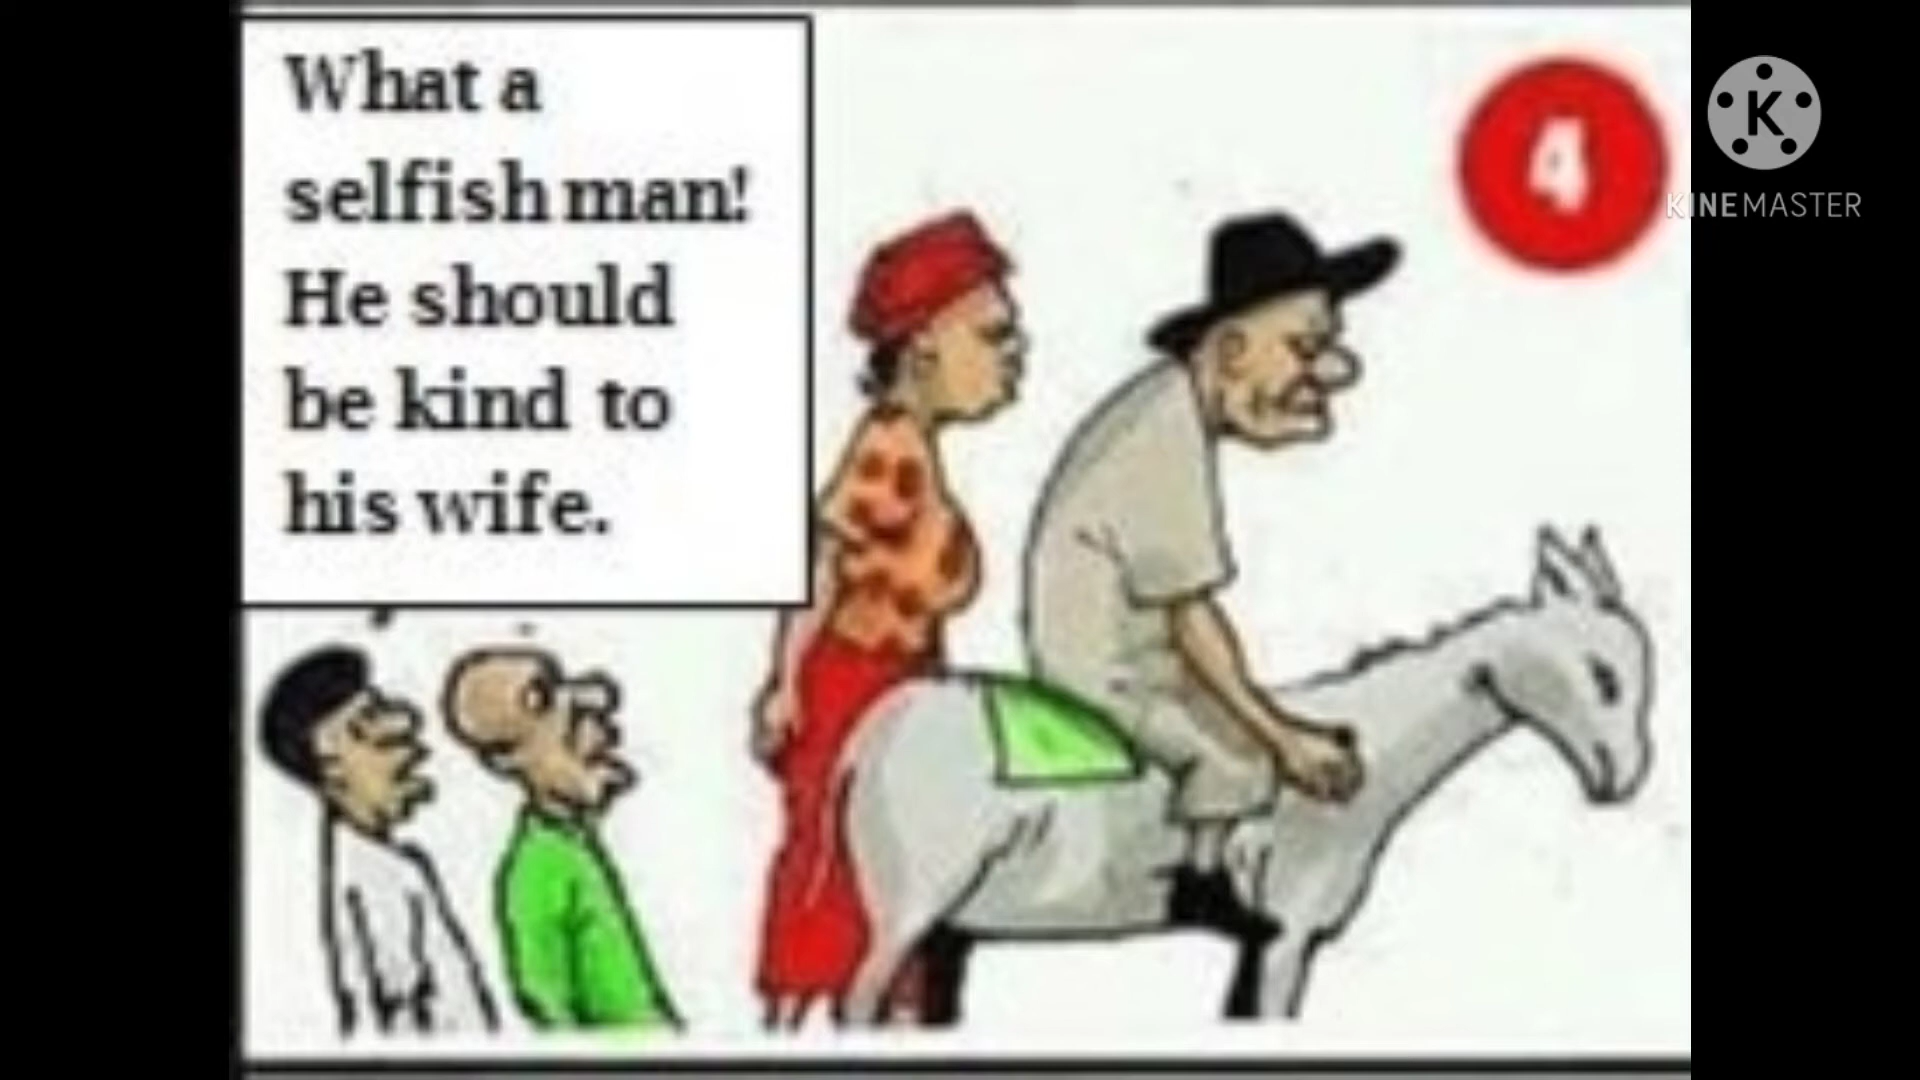 What a
selfish man!
He should
be kind to
his wife.
4
K
KINEMASTER